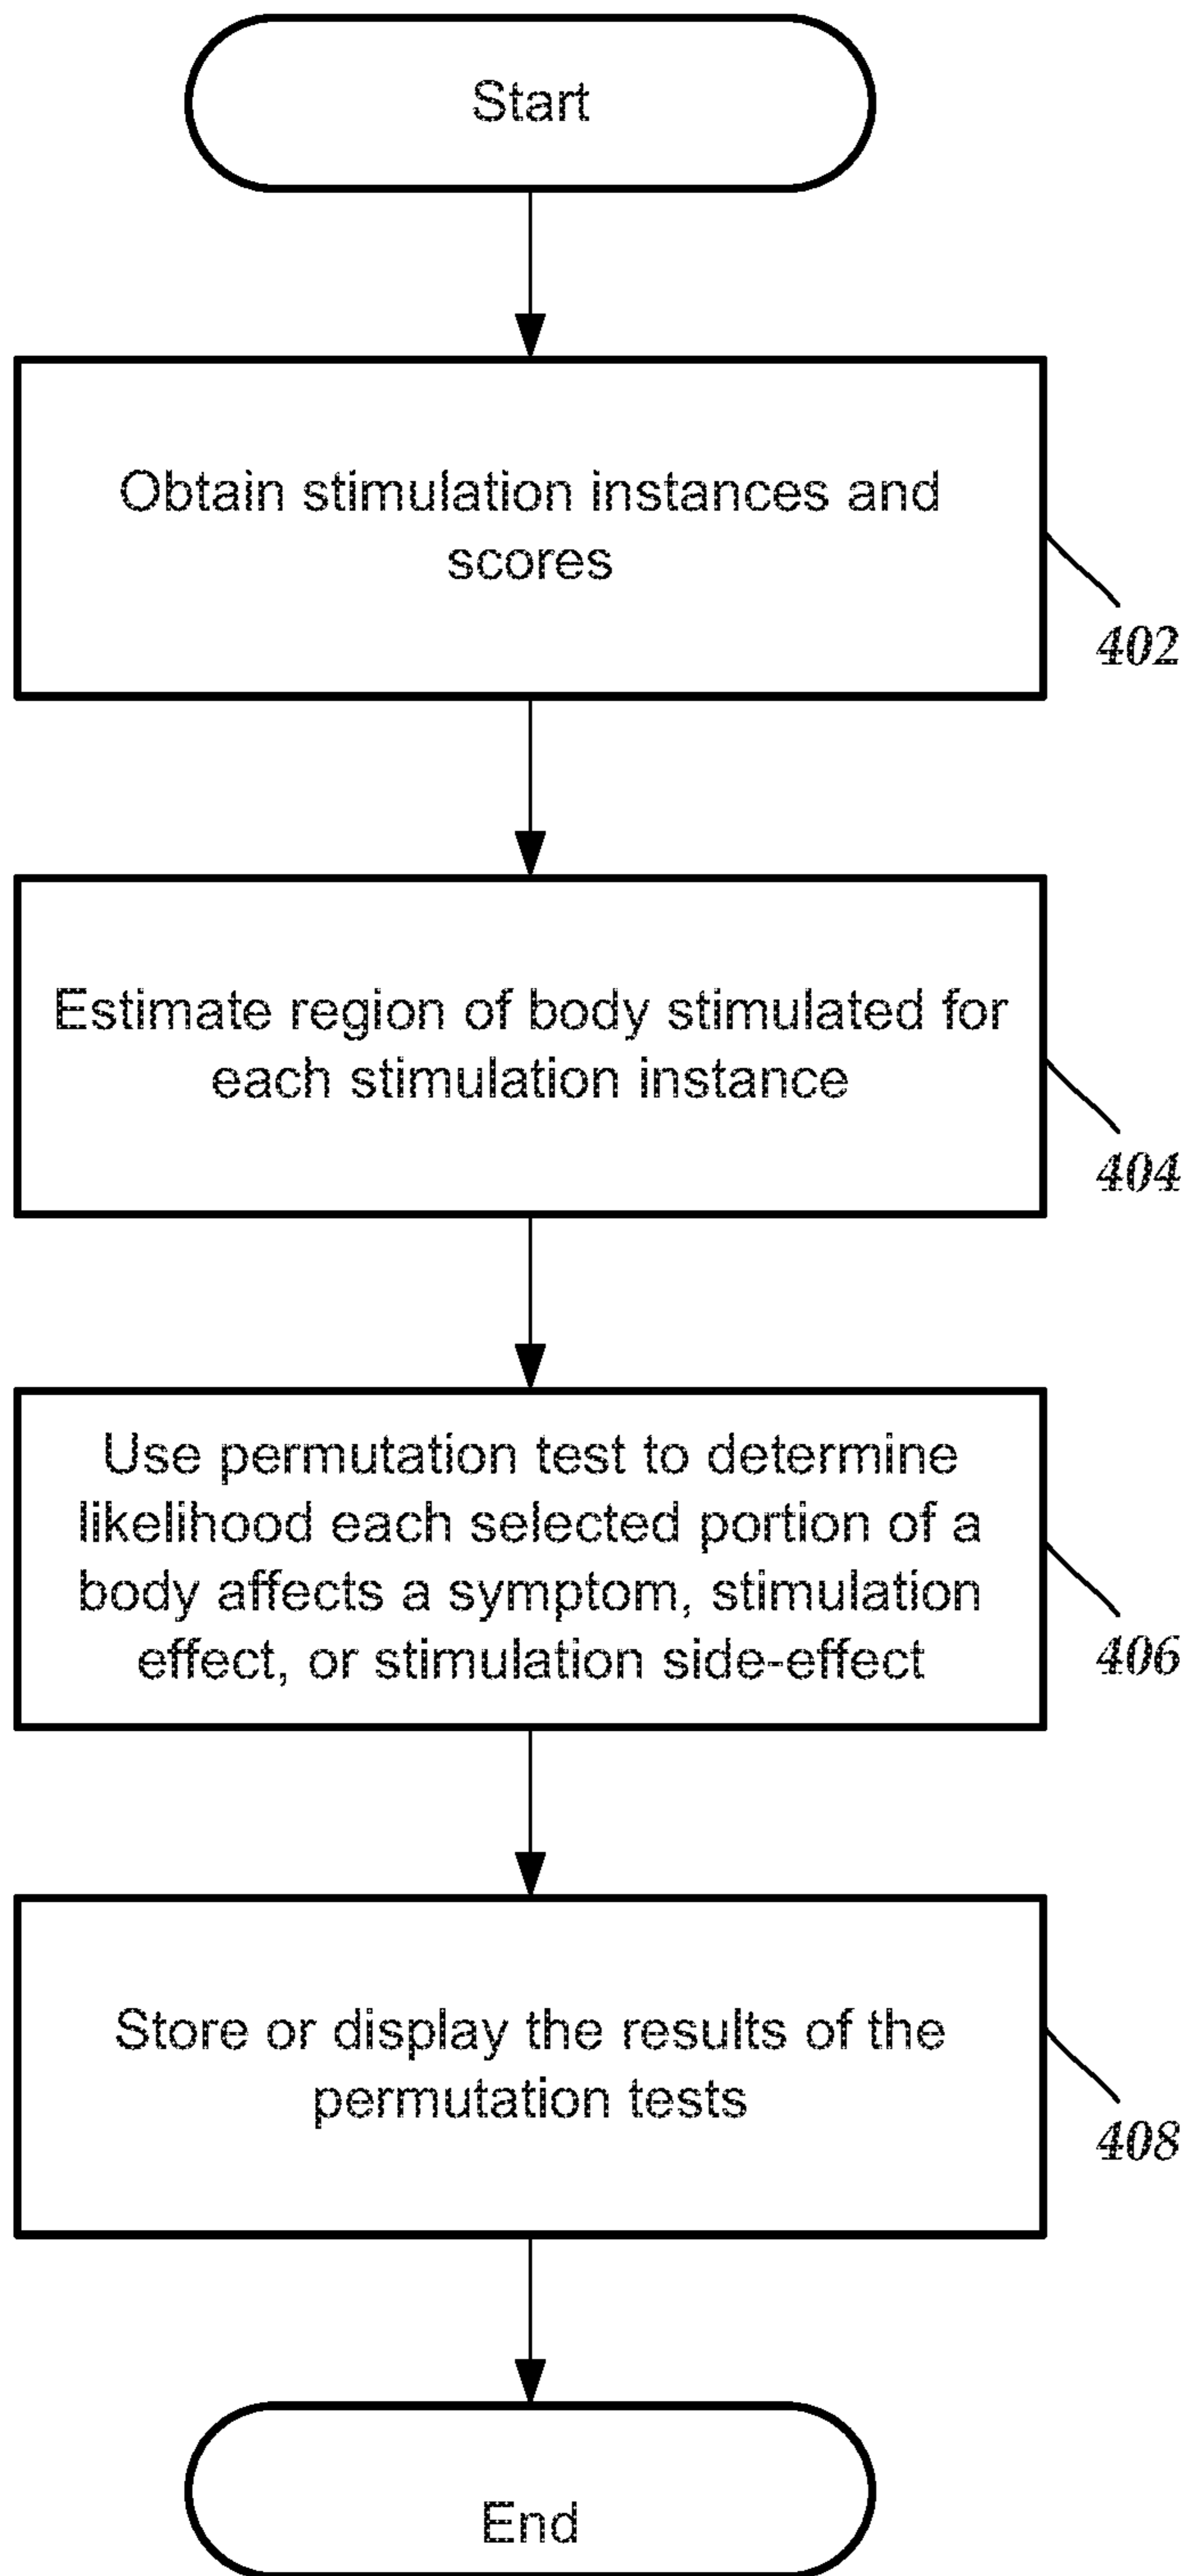 Start
Obtain stimulation instances and
scores
402
Estimate region of body stimulated for
each stimulation instance
404
Use permutation test to determine
likelihood each selected portion of a
body affects a symptom, stimulation
effect, or stimulation side-effect
406
Store or display the results of the
permutation tests
408
End